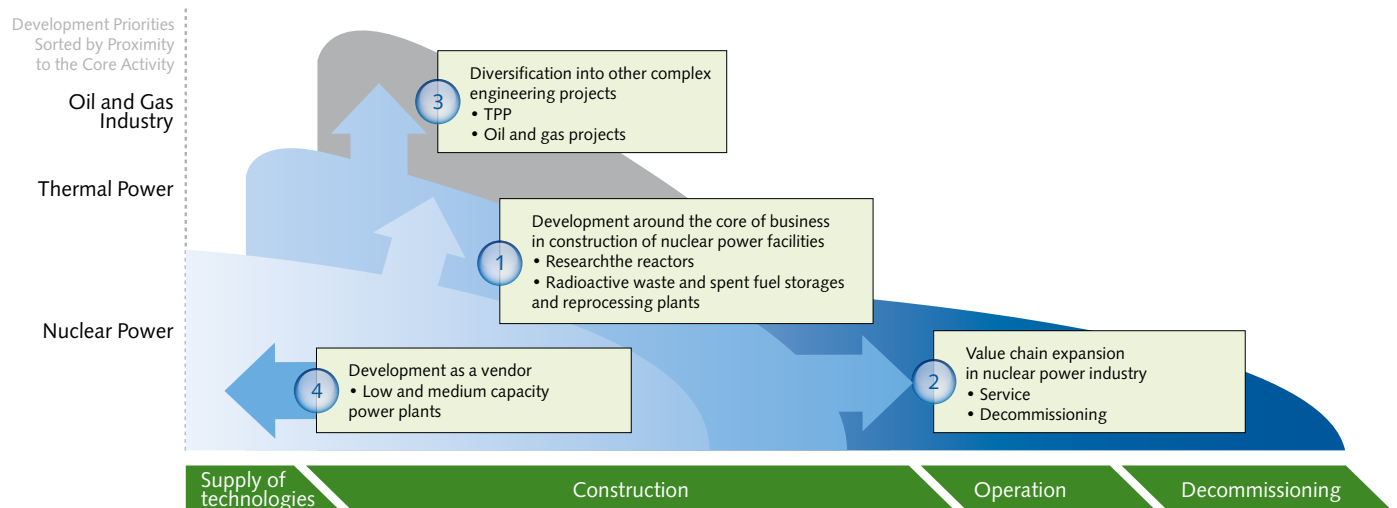 Development Priorities
Sorted by Proximity
to the Core Activity
Oil and Gas
Industry
Thermal Power
Nuclear Power
3
Diversification into other complex
engineering projects
• TPP
• Oil and gas projects
1
Development around the core of business
in construction of nuclear power facilities
• Researchthe reactors
• Radioactive waste and spent fuel storages
and reprocessing plants
4
Development as a vendor
• Low and medium capacity
power plants
2
Value chain expansion
in nuclear power industry
• Service
• Decommissioning
Supply of
technologies
Construction
Operation
Decommissioning